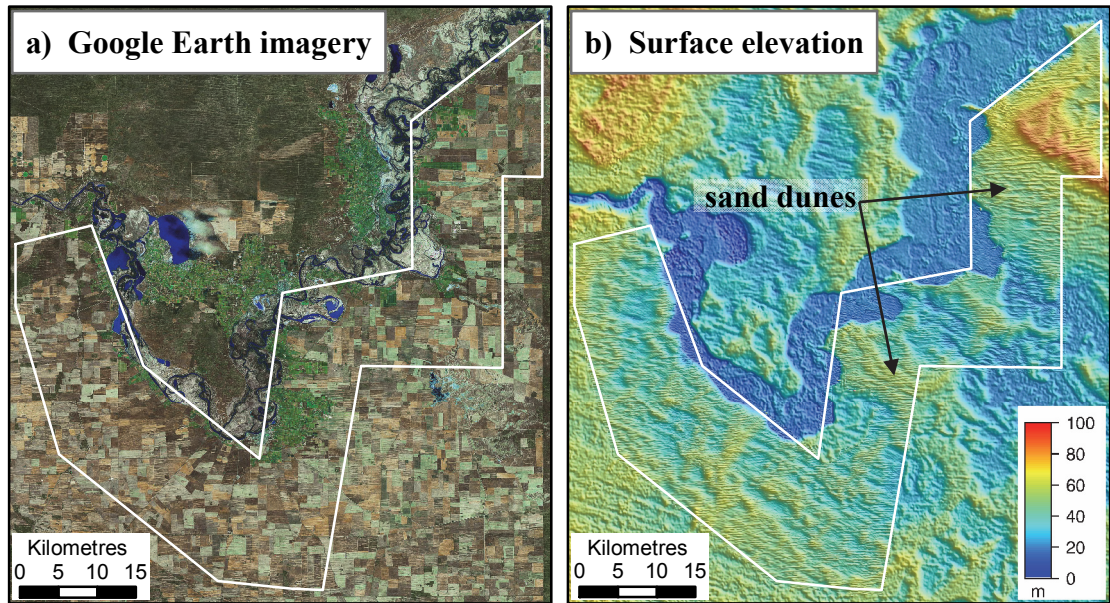 a) Google Earth imagery
b) Surface elevation
sand dunes
Kilometres
0 5 10 15
Kilometres
0 5 10 15
100
80
60
40
20
0
m